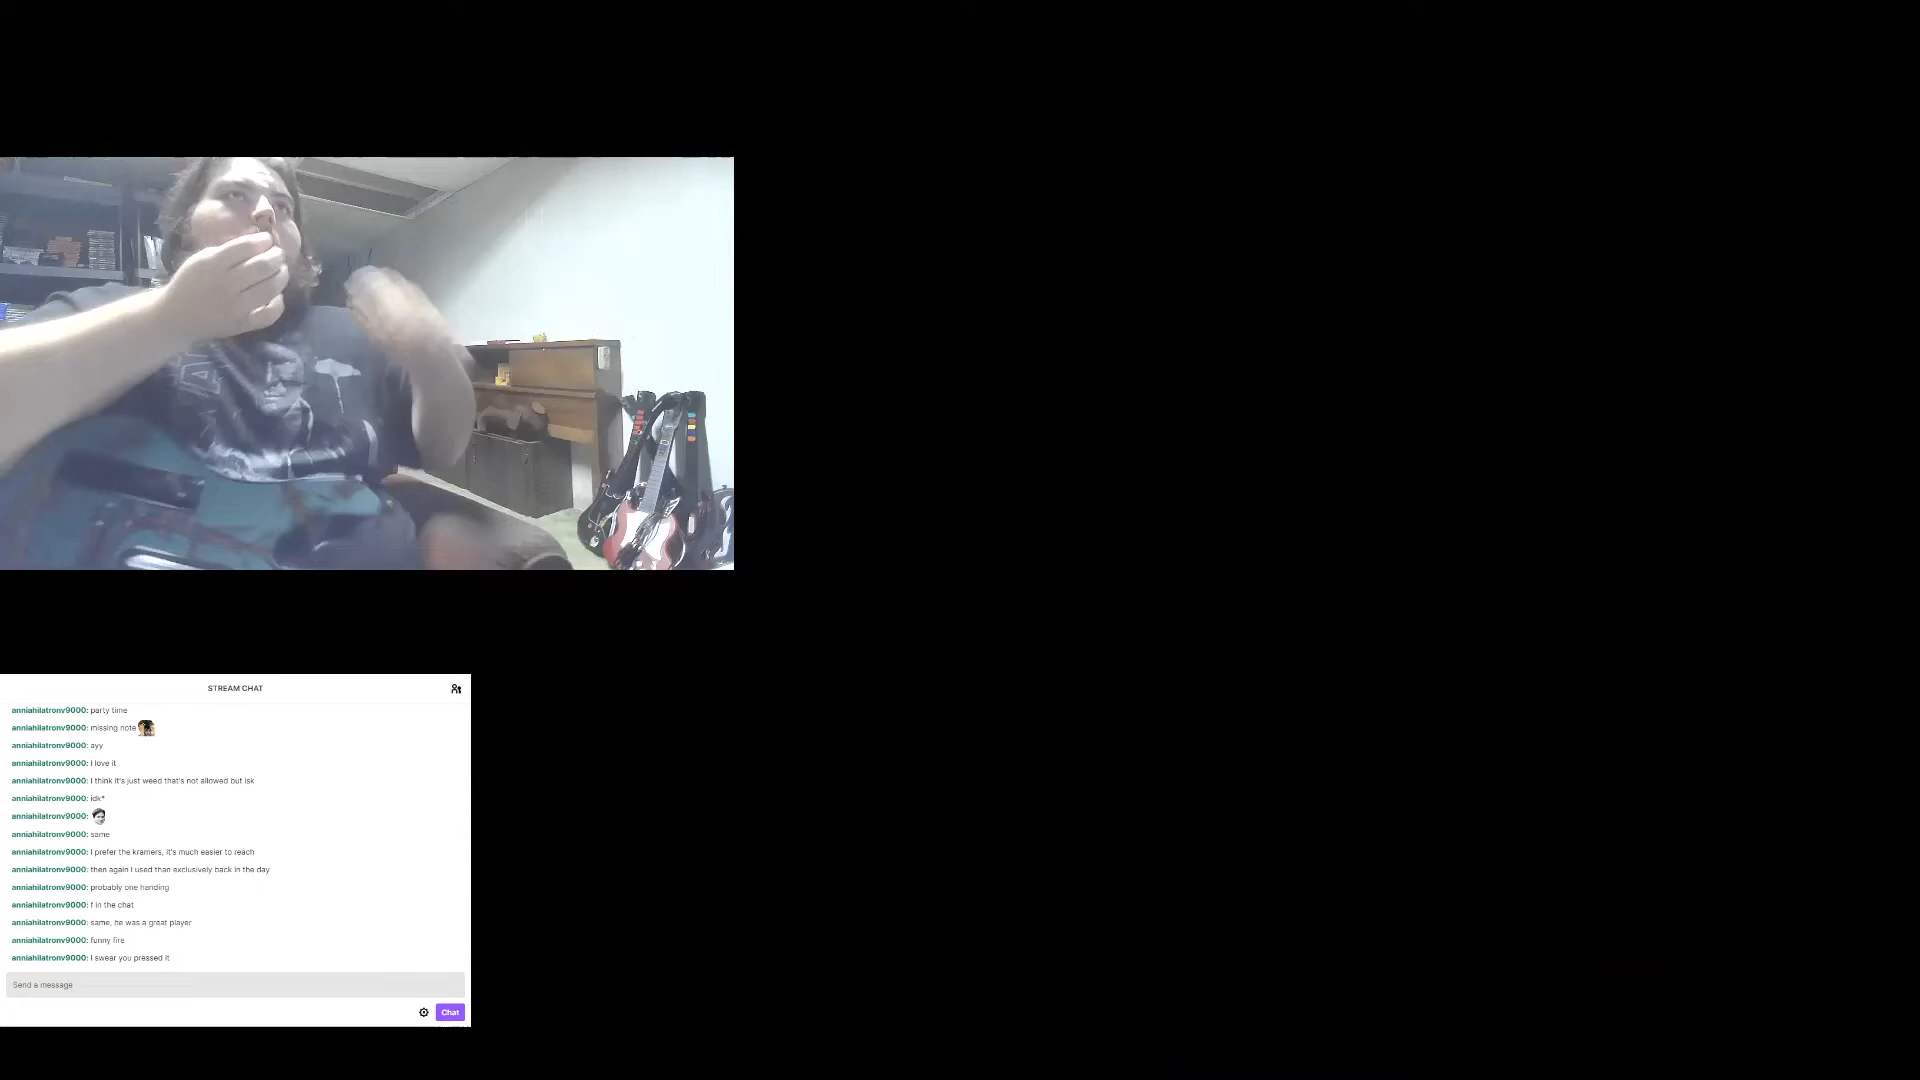 STREAM CHAT
anniahilatronv9000: party time
anniahilatronv9000: missing note
anniahilatronv9000: ayy
anniahilatronv9000: I love it
anniahilatronv9000: I think it's just weed that's not allowed but isk
anniahilatronv9000: idk*
anniahilatronv9000:
anniahilatronv9000: same
anniahilatronv9000: I prefer the kramers, it's much easier to reach
anniahilatronv9000: then again I used than exclusively back in the day
anniahilatronv9000: probably one handing
anniahilatronv9000: f in the chat
anniahilatronv9000: same, he was a great player
anniahilatronv9000: funny fire
anniahilatronv9000: I swear you pressed it
Send a message
Chat